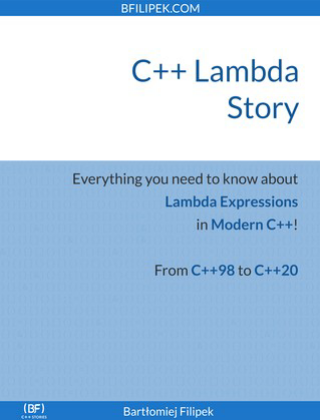 BFILIPEK.COM
C++ Lambda
Story
Everything you need to know about
Lambda Expressions
in Modern C++!
From C++98 to C++20
(BF)
C++ STORIES
Bartłomiej Filipek